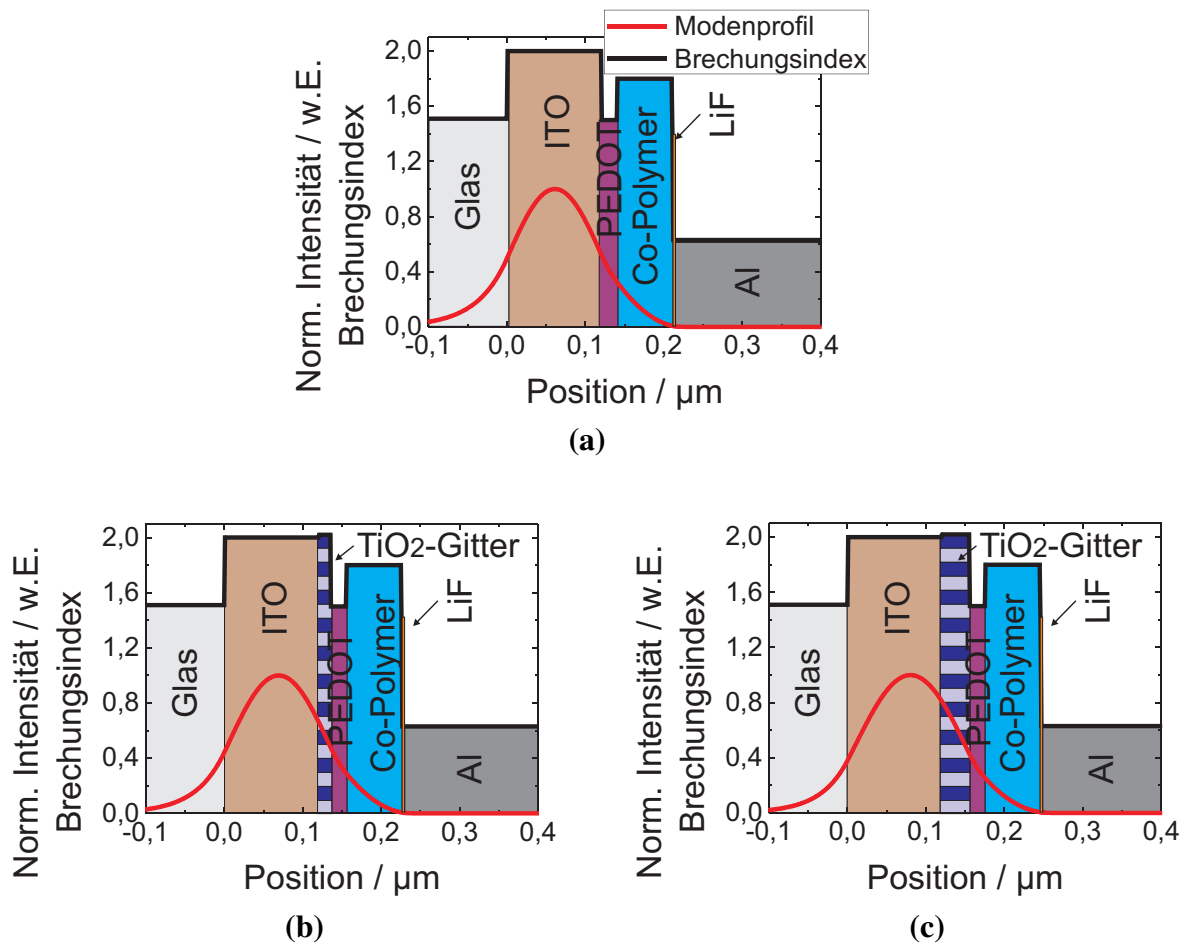 Modenprofil
Brechungsindex
Norm. Intensität / w.E.
Brechungsindex
2,0
1,6
1,2
0,8
0,4
0,0
Glas
ITO
PEDOT
Co-Polymer
LiF
Al
-0,1 0,0 0,1 0,2 0,3 0,4
Position / µm
(a)
Norm. Intensität / w.E.
Brechungsindex
2,0
1,6
1,2
0,8
0,4
0,0
Glas
ITO
TiO2-Gitter
PEDOT
Co-Polymer
LiF
Al
-0,1 0,0 0,1 0,2 0,3 0,4
Position / µm
(b)
Norm. Intensität / w.E.
Brechungsindex
2,0
1,6
1,2
0,8
0,4
0,0
Glas
ITO
TiO2-Gitter
PEDOT
Co-Polymer
LiF
Al
-0,1 0,0 0,1 0,2 0,3 0,4
Position / µm
(c)